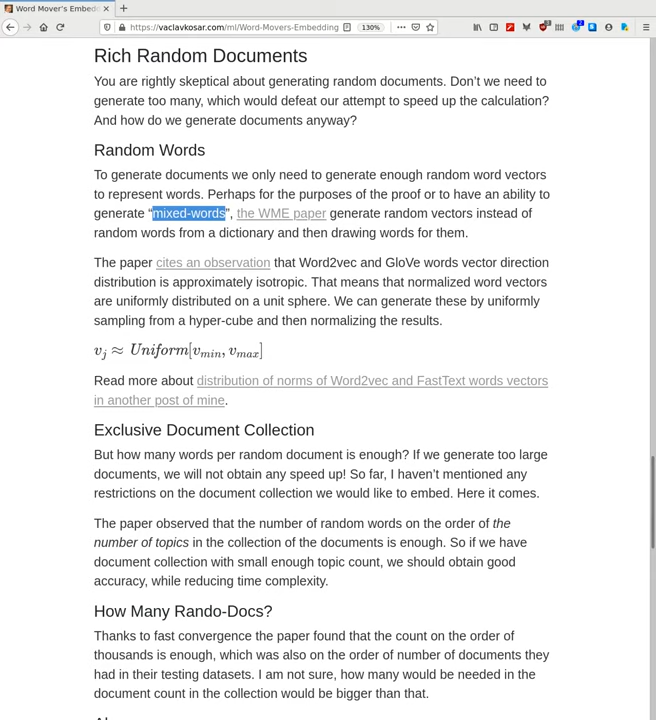 Word Mover's Embedd
https://vaclavkosar.com/ml/Word-Movers-Embedding
130%
Rich Random Documents
You are rightly skeptical about generating random documents. Don't we need to
generate too many, which would defeat our attempt to speed up the calculation?
And how do we generate documents anyway?
Random Words
To generate documents we only need to generate enough random word vectors
to represent words. Perhaps for the purposes of the proof or to have an ability to
generate “mixed-words”, the WME paper generate random vectors instead of
random words from a dictionary and then drawing words for them.
The paper cites an observation that Word2vec and GloVe words vector direction
distribution is approximately isotropic. That means that normalized word vectors
are uniformly distributed on a unit sphere. We can generate these by uniformly
sampling from a hyper-cube and then normalizing the results.
v_j ≈ Uniform[v_min, v_max]
Read more about distribution of norms of Word2vec and FastText words vectors
in another post of mine.
Exclusive Document Collection
But how many words per random document is enough? If we generate too large
documents, we will not obtain any speed up! So far, I haven't mentioned any
restrictions on the document collection we would like to embed. Here it comes.
The paper observed that the number of random words on the order of the
number of topics in the collection of the documents is enough. So if we have
document collection with small enough topic count, we should obtain good
accuracy, while reducing time complexity.
How Many Rando-Docs?
Thanks to fast convergence the paper found that the count on the order of
thousands is enough, which was also on the order of number of documents they
had in their testing datasets. I am not sure, how many would be needed in the
document count in the collection would be bigger than that.